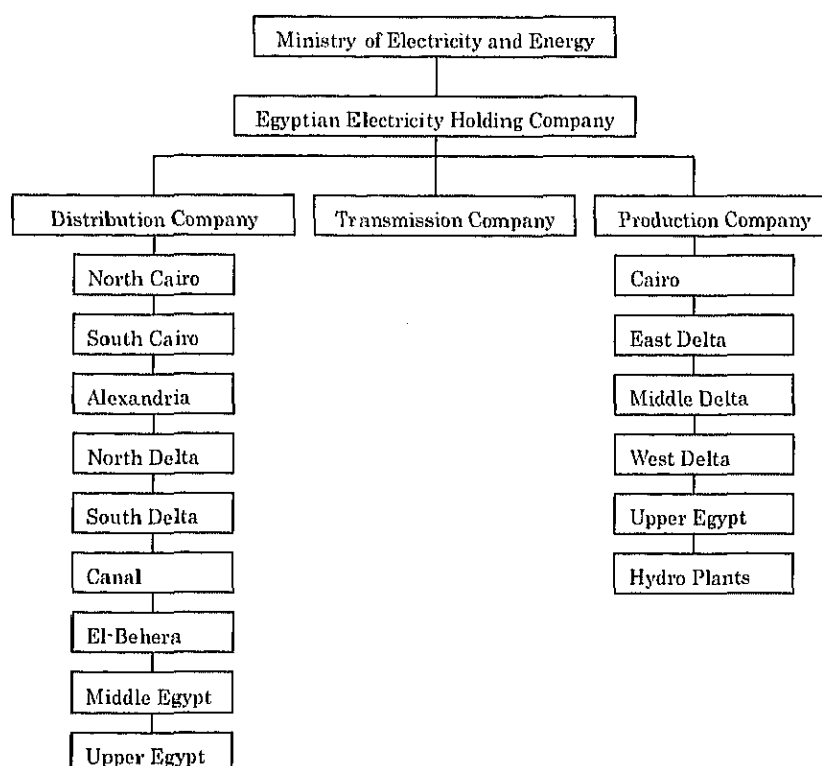 Ministry of Electricity and Energy
Egyptian Electricity Holding Company
Distribution Company
Transmission Company
Production Company
North Cairo
South Cairo
Alexandria
North Delta
South Delta
Canal
El-Behera
Middle Egypt
Upper Egypt
Cairo
East Delta
Middle Delta
West Delta
Upper Egypt
Hydro Plants